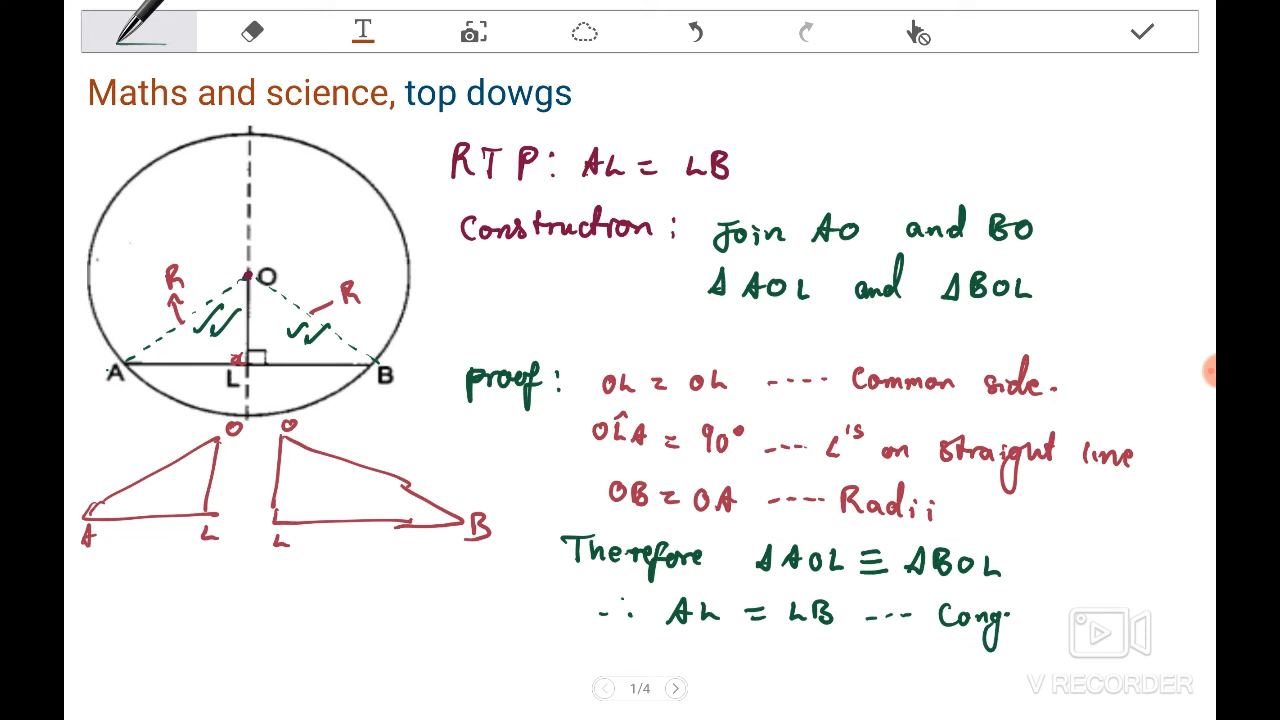 T
Maths and science, top dowgs
RTP: AL = LB
Construction: Join AO and BO
Δ AOL and ΔBOL
O
R
R
x
A
L
B
Proof: OL = OL ---- Common side.
OL̂A = 90° --- L'S on straight line
OB = OA ---- Radii
O
O
A
L
L
B
Therefore ΔAOL ≡ ΔBOL
∴ AL = LB --- Cong.
1/4
V RECORDER